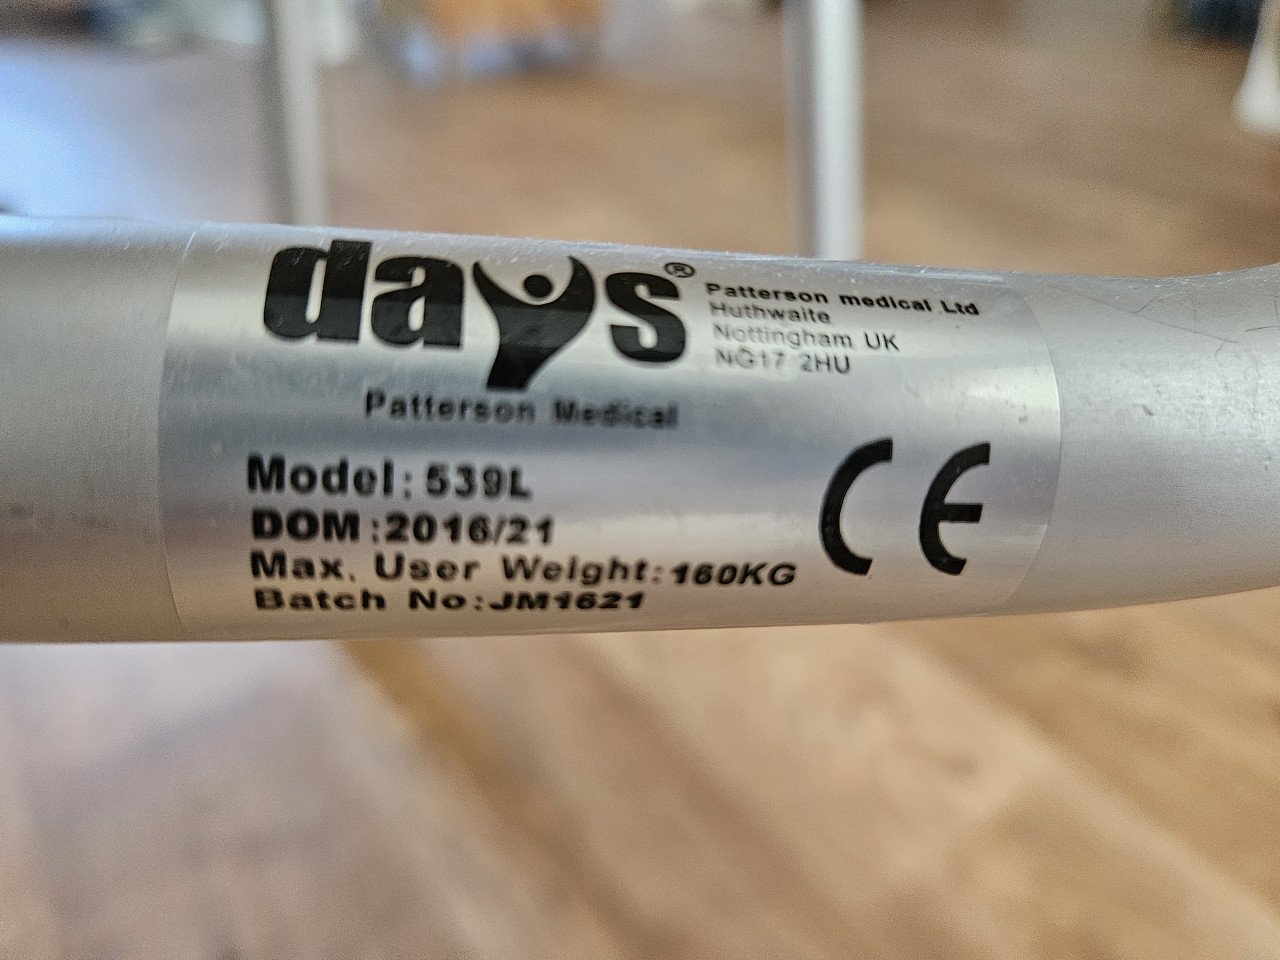 days®
Patterson medical Ltd
Huthwaite
Nottingham UK
NG17 2HU
Patterson Medical
Model: 539L
DOM:2016/21
Max. User Weight:160KG
Batch No:JM1621
CE